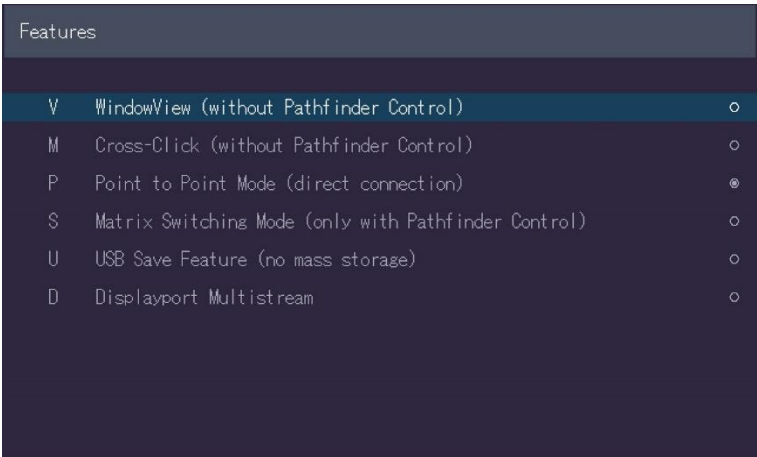 Features
V WindowView (without Pathfinder Control)
M Cross-Click (without Pathfinder Control)
P Point to Point Mode (direct connection)
S Matrix Switching Mode (only with Pathfinder Control)
U USB Save Feature (no mass storage)
D Displayport Multistream